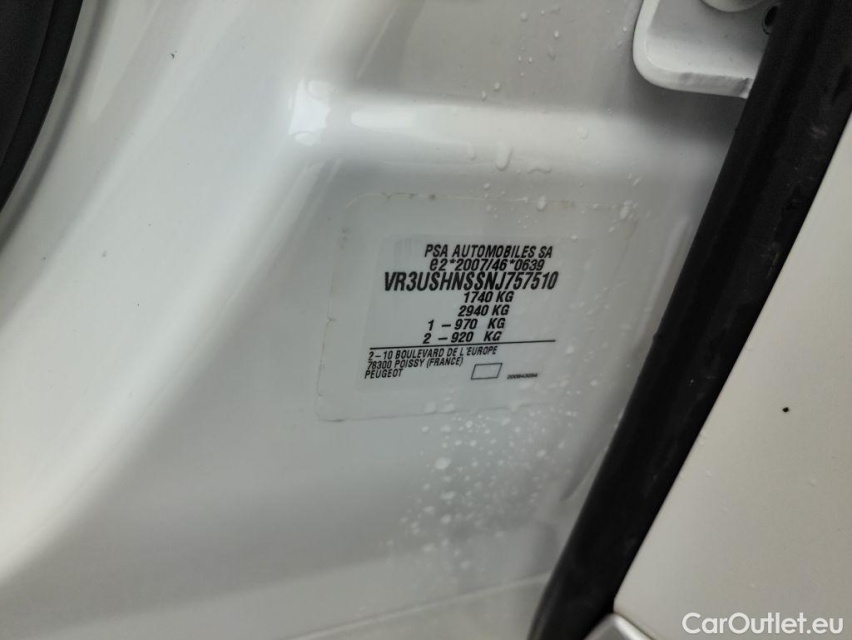 PSA AUTOMOBILES SA
e2*2007/46*0639
VR3USHNSSNJ757510
1740 KG
2940 KG
1 - 970 KG
2 - 920 KG
2-10 BOULEVARD DE L'EUROPE
78300 POISSY (FRANCE)
PEUGEOT
CarOutlet.eu